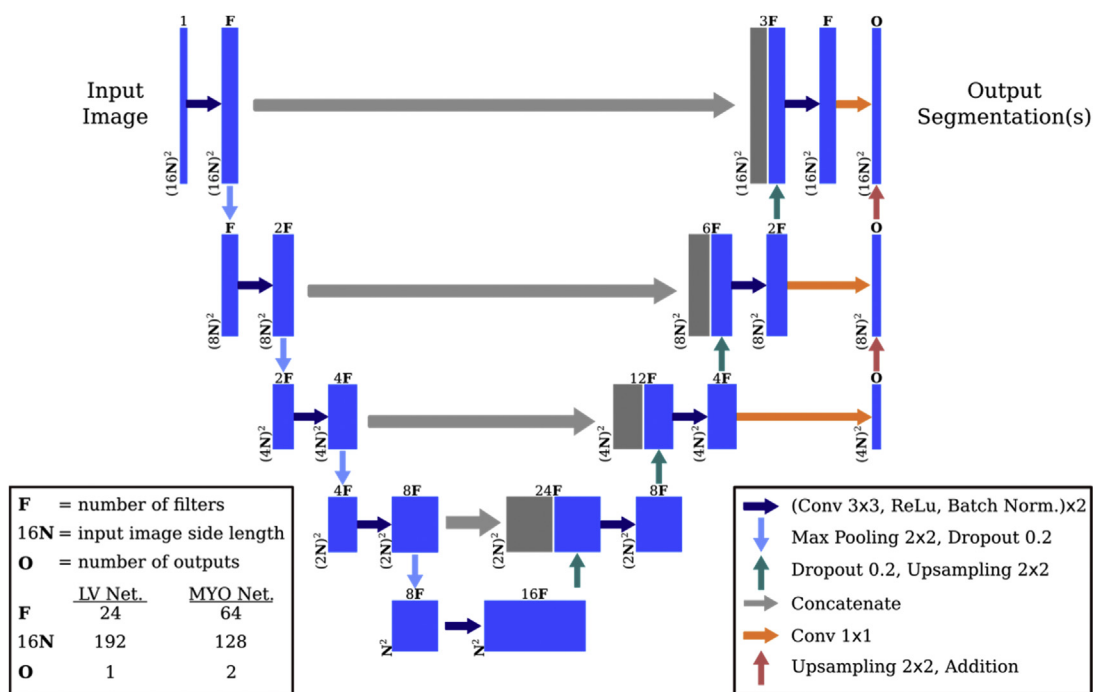 1
F
3F
F
O
Input
Image
Output
Segmentation(s)
(16N)²
(16N)²
(16N)²
(16N)²
(16N)²
F
2F
6F
2F
O
(8N)²
(8N)²
(8N)²
(8N)²
(8N)²
2F
4F
12F
4F
O
(4N)²
(4N)²
(4N)²
(4N)²
(4N)²
4F
8F
24F
8F
(2N)²
(2N)²
(2N)²
(2N)²
8F
16F
N²
N²
F = number of filters
16N = input image side length
O = number of outputs
LV Net. MYO Net.
F 24 64
16N 192 128
O 1 2
(Conv 3x3, ReLu, Batch Norm.)x2
Max Pooling 2x2, Dropout 0.2
Dropout 0.2, Upsampling 2x2
Concatenate
Conv 1x1
Upsampling 2x2, Addition